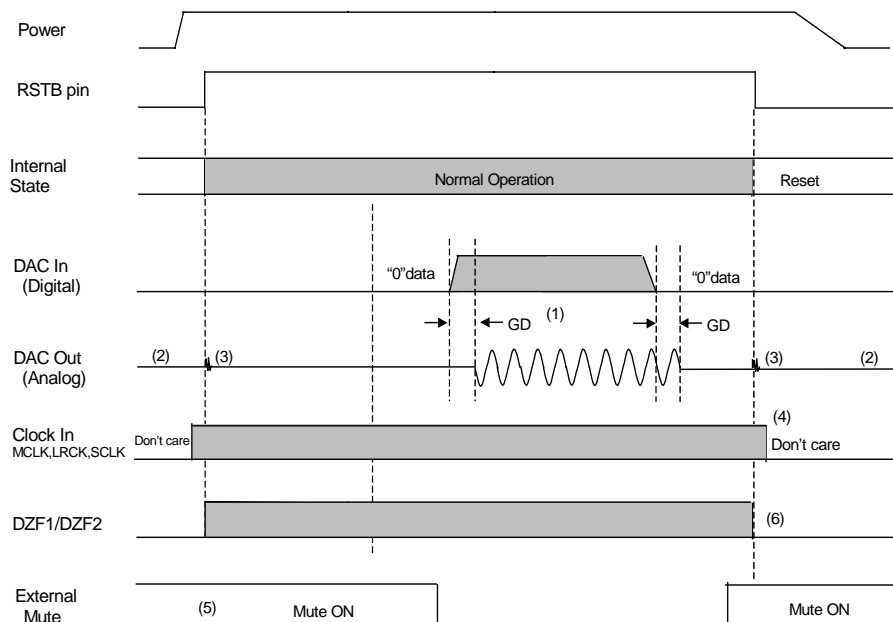 Power
RSTB pin
Internal
State
Normal Operation
Reset
DAC In
(Digital)
“0”data
“0”data
(1)
GD
GD
DAC Out
(Analog)
(2)
(3)
(3)
(2)
Clock In
MCLK,LRCK,SCLK
Don’t care
(4)
Don’t care
DZF1/DZF2
(6)
External
Mute
(5)
Mute ON
Mute ON